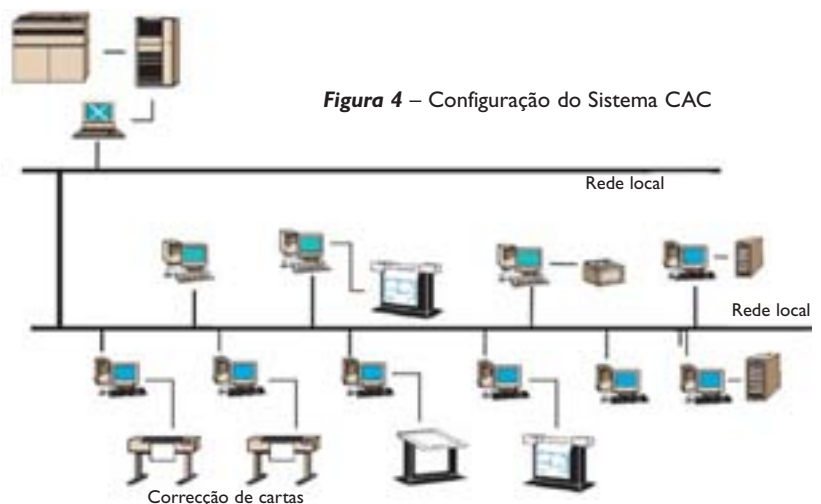 Figura 4 – Configuração do Sistema CAC
Rede local
Rede local
Correcção de cartas